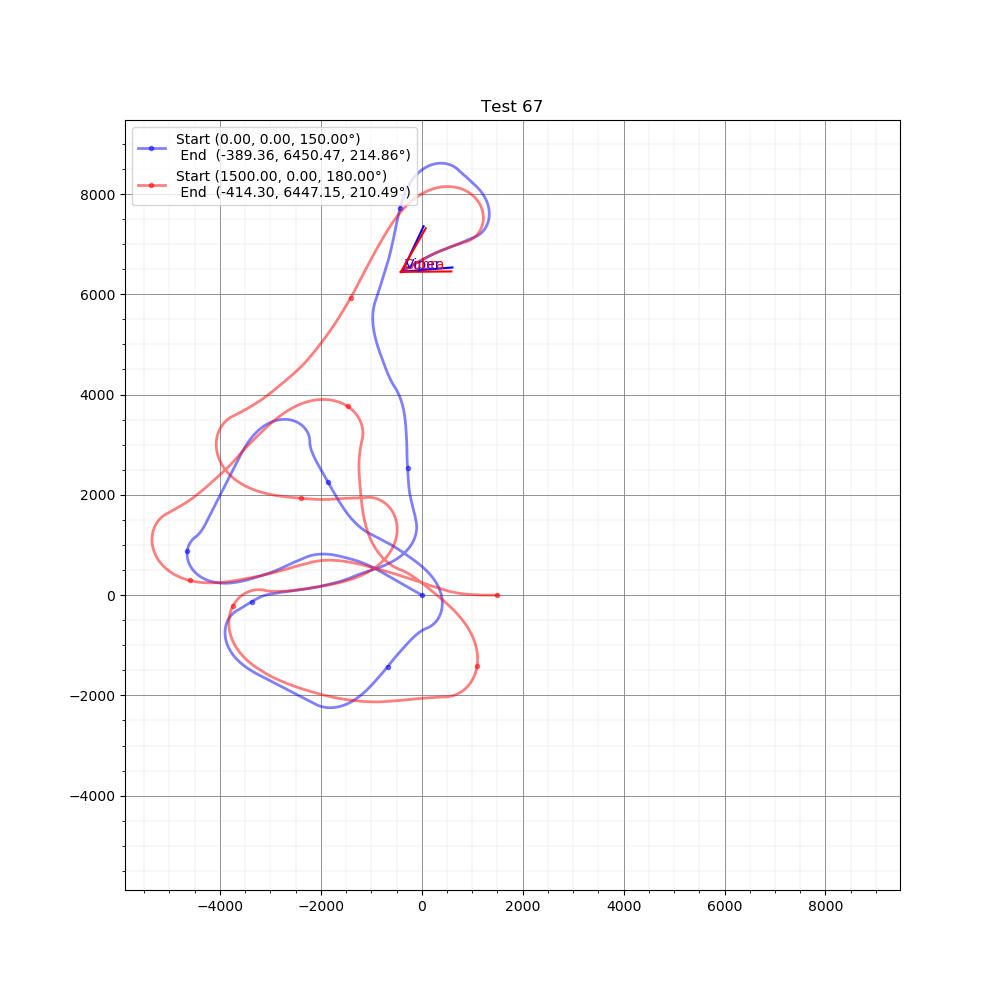 Test 67
Start (0.00, 0.00, 150.00°)
End (-389.36, 6450.47, 214.86°)
Start (1500.00, 0.00, 180.00°)
End (-414.30, 6447.15, 210.49°)
8000
6000
4000
2000
0
−2000
−4000
−4000 −2000 0 2000 4000 6000 8000